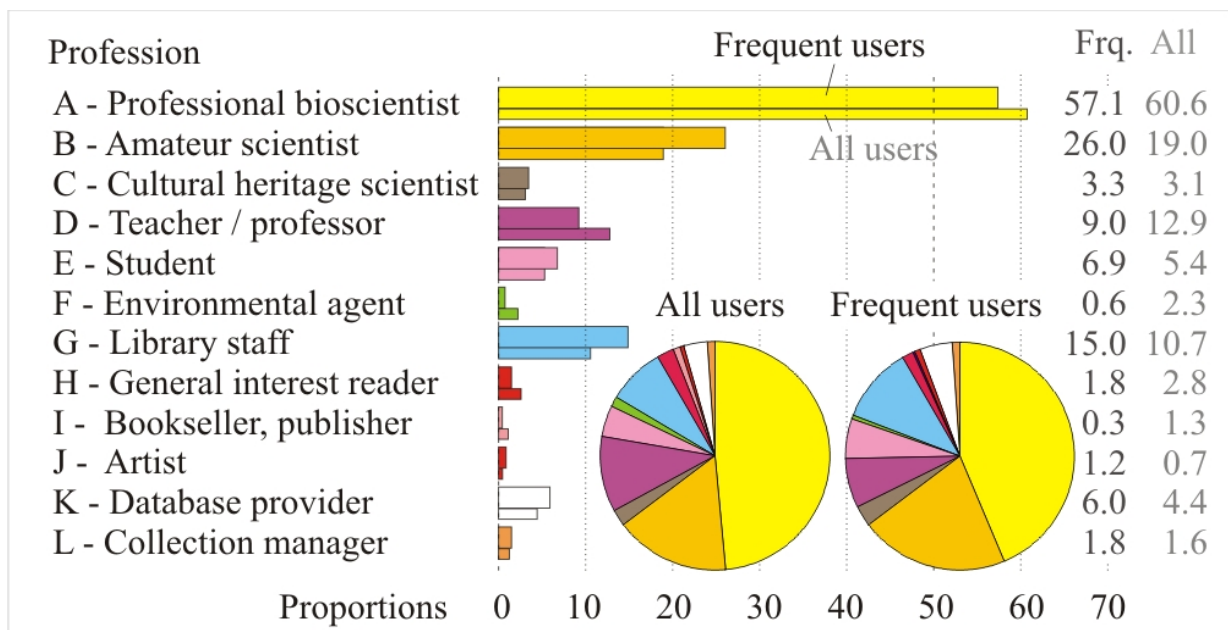 Profession Frequent users Frq. All
A - Professional bioscientist 57.1 60.6
B - Amateur scientist All users 26.0 19.0
C - Cultural heritage scientist 3.3 3.1
D - Teacher / professor 9.0 12.9
E - Student 6.9 5.4
F - Environmental agent All users Frequent users 0.6 2.3
G - Library staff 15.0 10.7
H - General interest reader 1.8 2.8
I - Bookseller, publisher 0.3 1.3
J - Artist 1.2 0.7
K - Database provider 6.0 4.4
L - Collection manager 1.8 1.6
Proportions 0 10 20 30 40 50 60 70